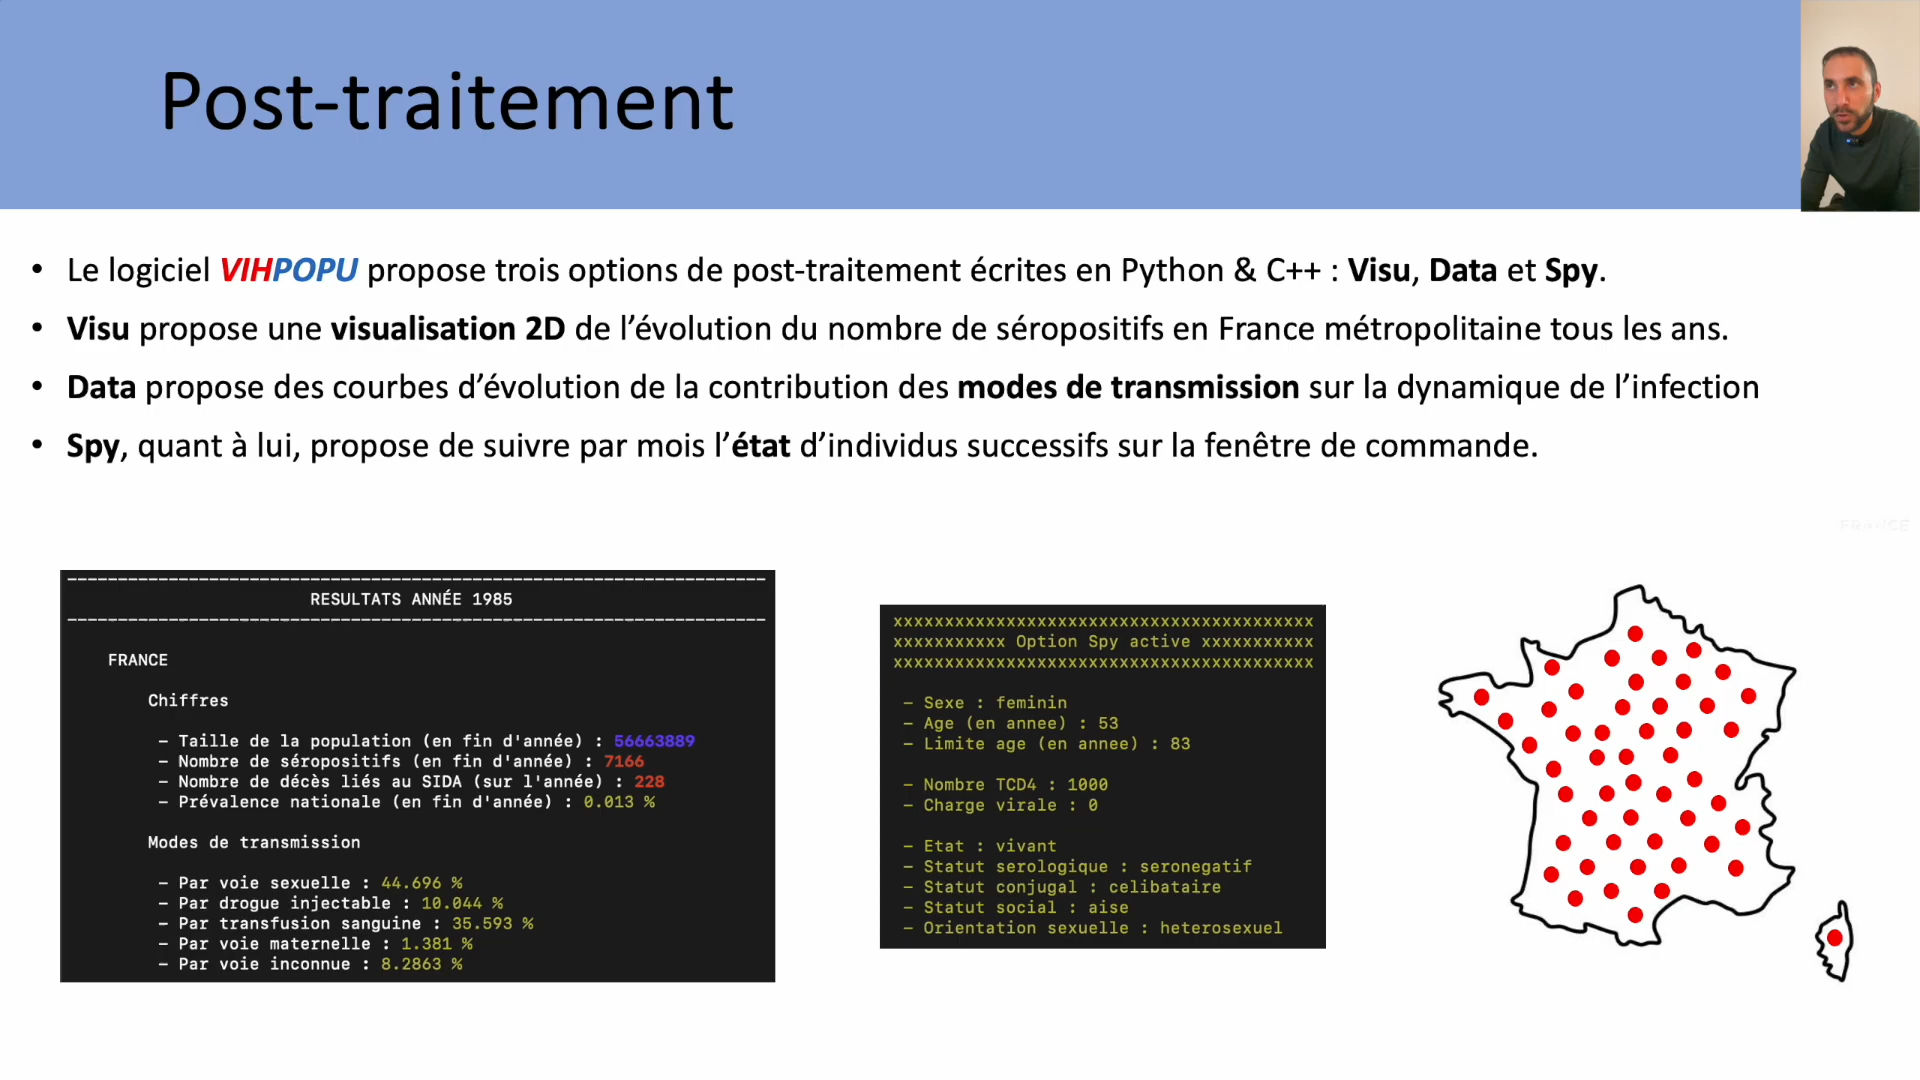 Post-traitement
• Le logiciel VIHPOPU propose trois options de post-traitement écrites en Python & C++ : Visu, Data et Spy.
• Visu propose une visualisation 2D de l’évolution du nombre de séropositifs en France métropolitaine tous les ans.
• Data propose des courbes d’évolution de la contribution des modes de transmission sur la dynamique de l’infection
• Spy, quant à lui, propose de suivre par mois l’état d’individus successifs sur la fenêtre de commande.
FRANCE
RESULTATS ANNÉE 1985
FRANCE
Chiffres
– Taille de la population (en fin d'année) : 56663889
– Nombre de séropositifs (en fin d'année) : 7166
– Nombre de décès liés au SIDA (sur l'année) : 228
– Prévalence nationale (en fin d'année) : 0.013 %
Modes de transmission
– Par voie sexuelle : 44.696 %
– Par drogue injectable : 10.044 %
– Par transfusion sanguine : 35.593 %
– Par voie maternelle : 1.381 %
– Par voie inconnue : 8.2863 %
xxxxxxxxxxxxxxxxxxxxxxxxxxxxxxxxxxxxxxxxx
xxxxxxxxxxx Option Spy active xxxxxxxxxxx
xxxxxxxxxxxxxxxxxxxxxxxxxxxxxxxxxxxxxxxxx
– Sexe : feminin
– Age (en annee) : 53
– Limite age (en annee) : 83
– Nombre TCD4 : 1000
– Charge virale : 0
– Etat : vivant
– Statut serologique : seronegatif
– Statut conjugal : celibataire
– Statut social : aise
– Orientation sexuelle : heterosexuel